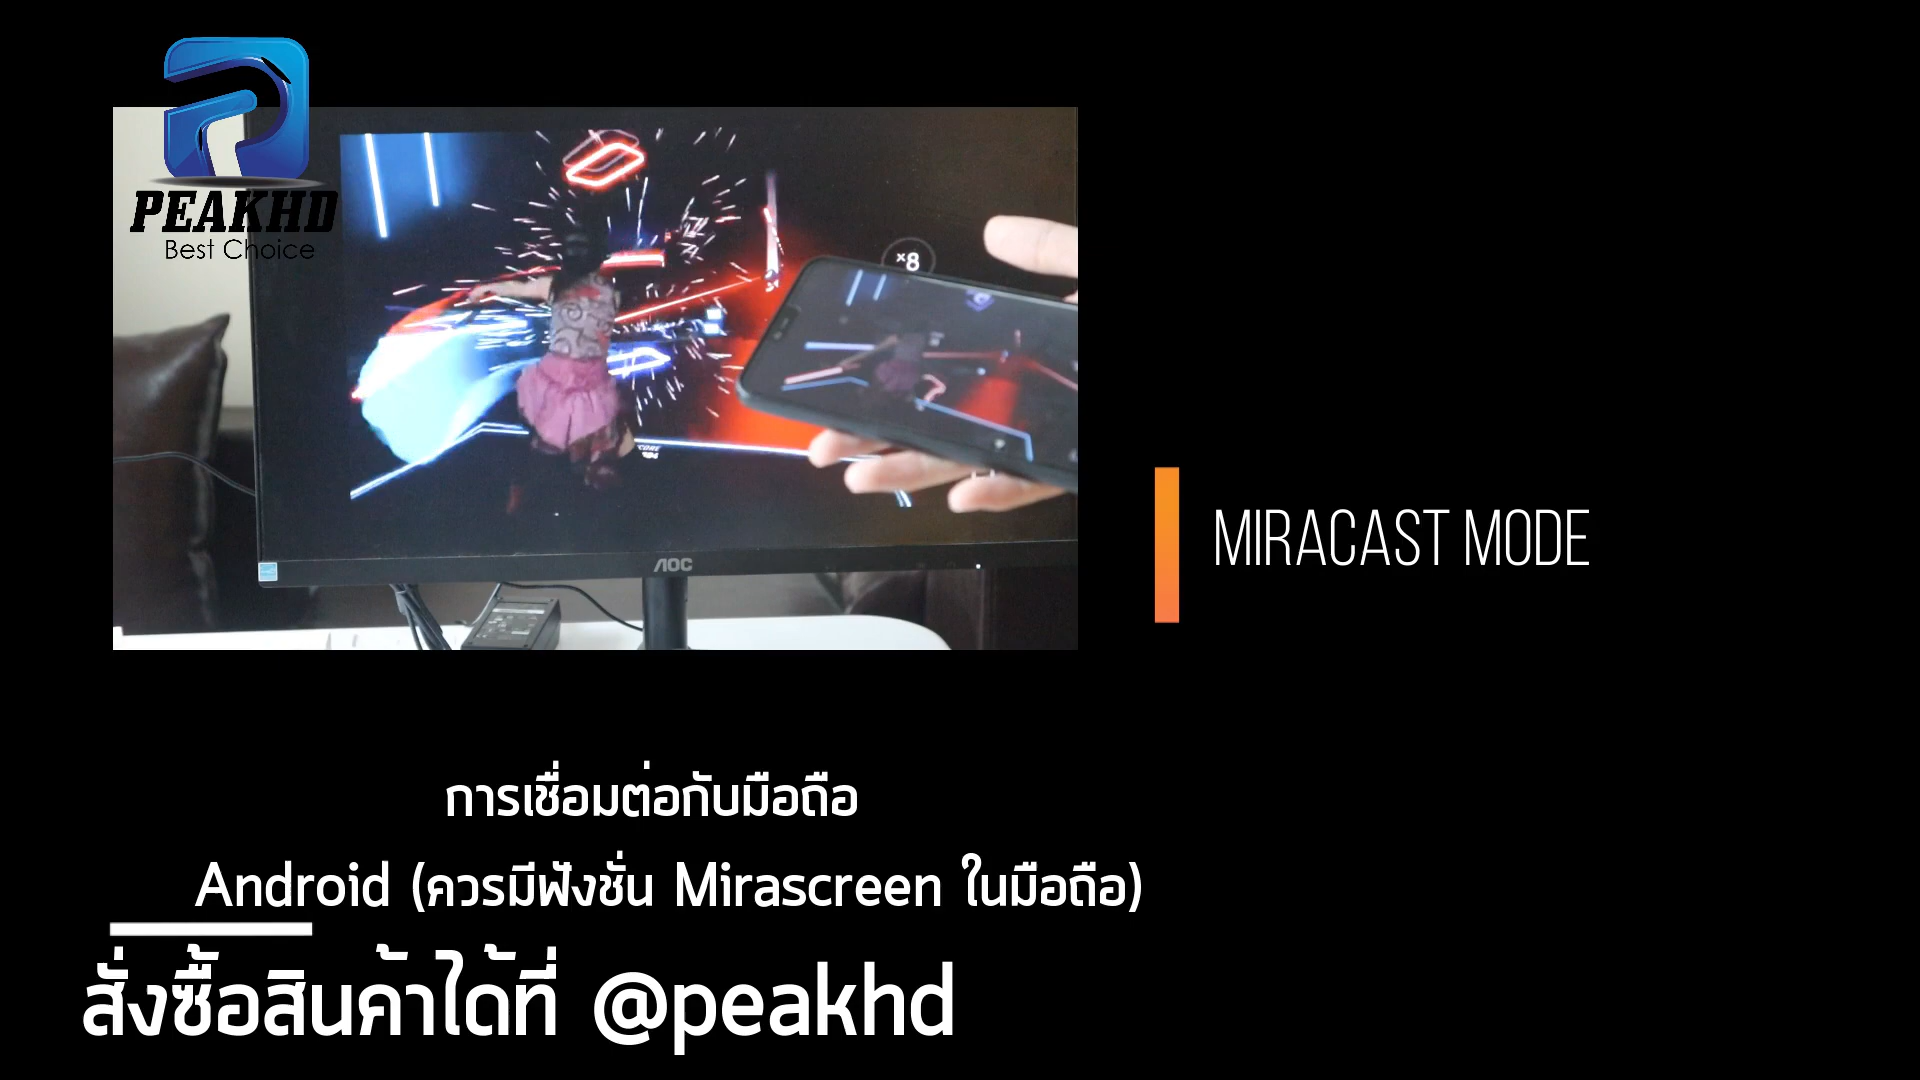 PEAKHD
Best Choice
×8
AOC
MIRACAST MODE
การเชื่อมต่อกับมือถือ
Android (ควรมีฟังชั่น Mirascreen ในมือถือ)
สั่งซื้อสินค้าได้ที่ @peakhd